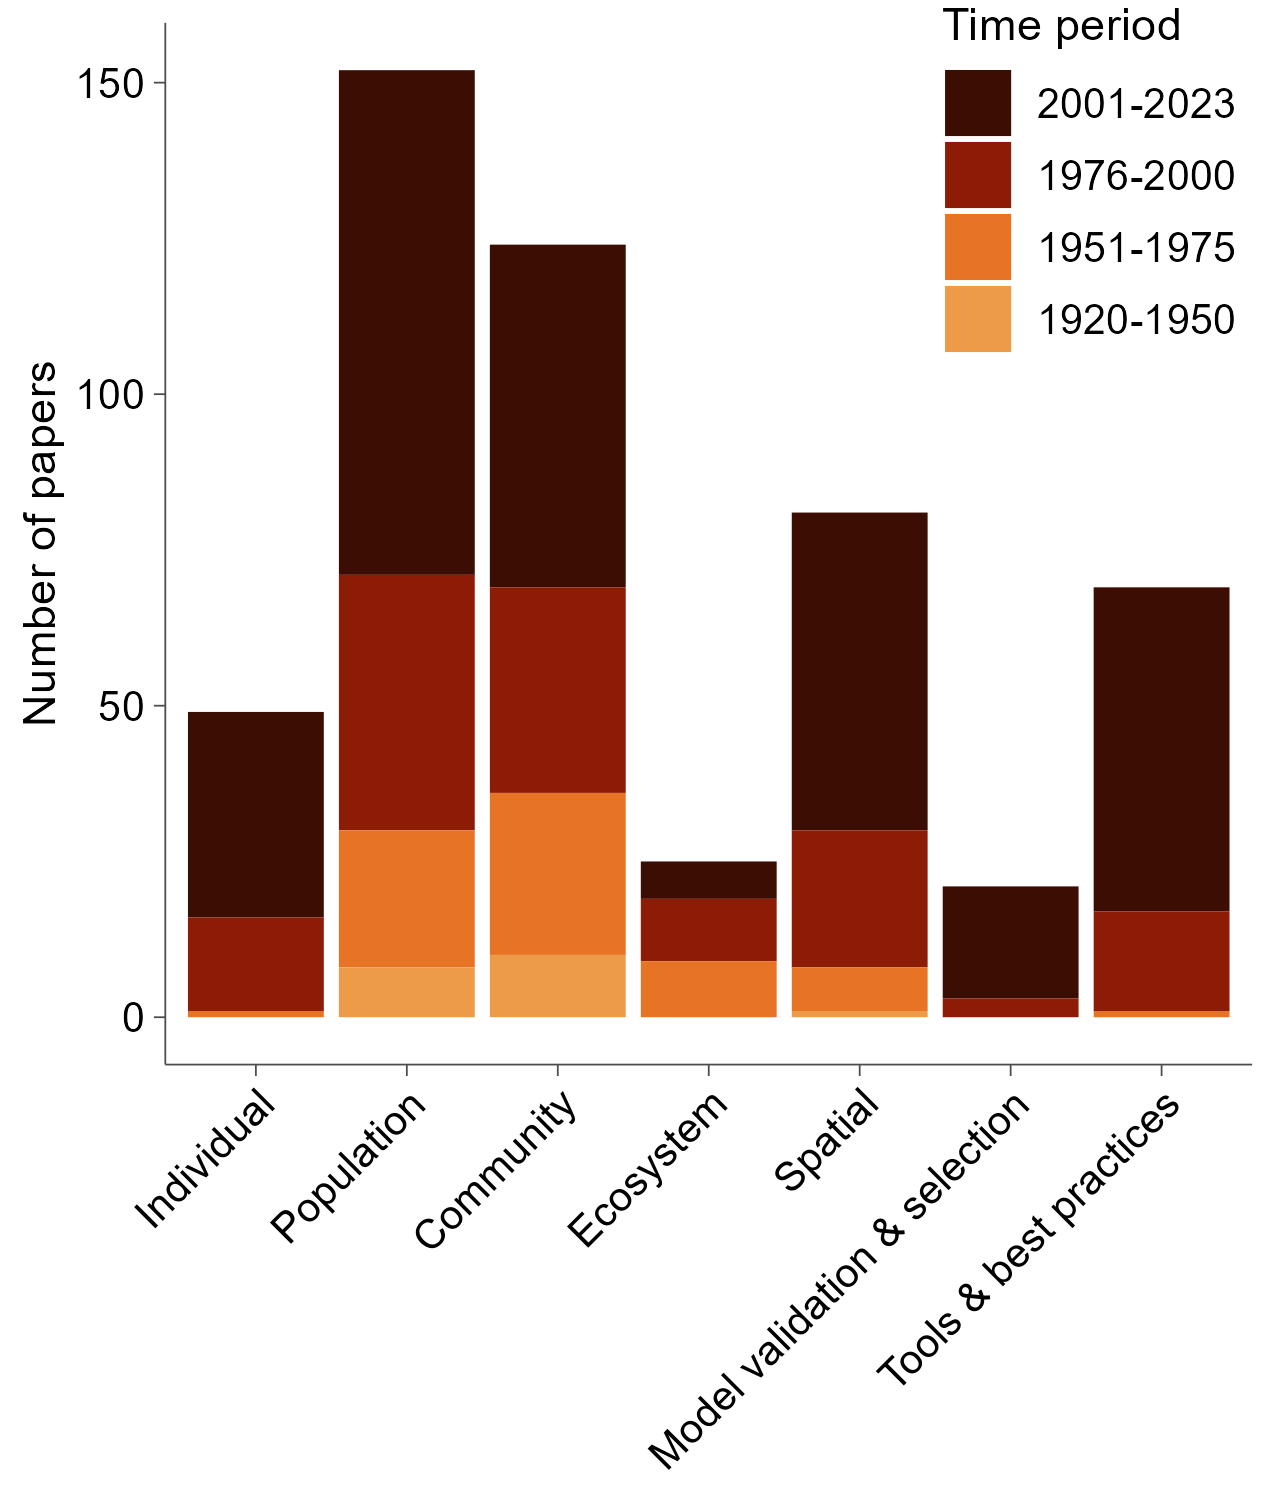 Time period
2001-2023
1976-2000
1951-1975
1920-1950
Number of papers
150
100
50
0
Individual
Population
Community
Ecosystem
Spatial
Model validation & selection
Tools & best practices